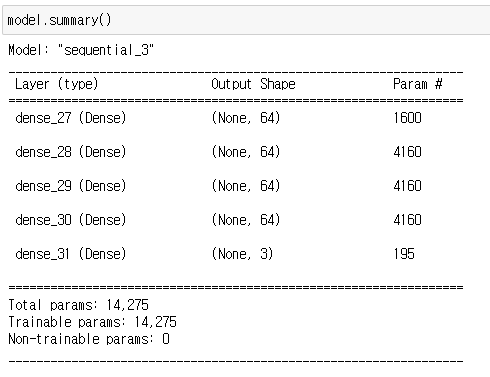 model.summary()
Model: "sequential_3"
_________________________________________________________________
Layer (type) Output Shape Param #
=================================================================
dense_27 (Dense) (None, 64) 1600
dense_28 (Dense) (None, 64) 4160
dense_29 (Dense) (None, 64) 4160
dense_30 (Dense) (None, 64) 4160
dense_31 (Dense) (None, 3) 195
=================================================================
Total params: 14,275
Trainable params: 14,275
Non-trainable params: 0
_________________________________________________________________